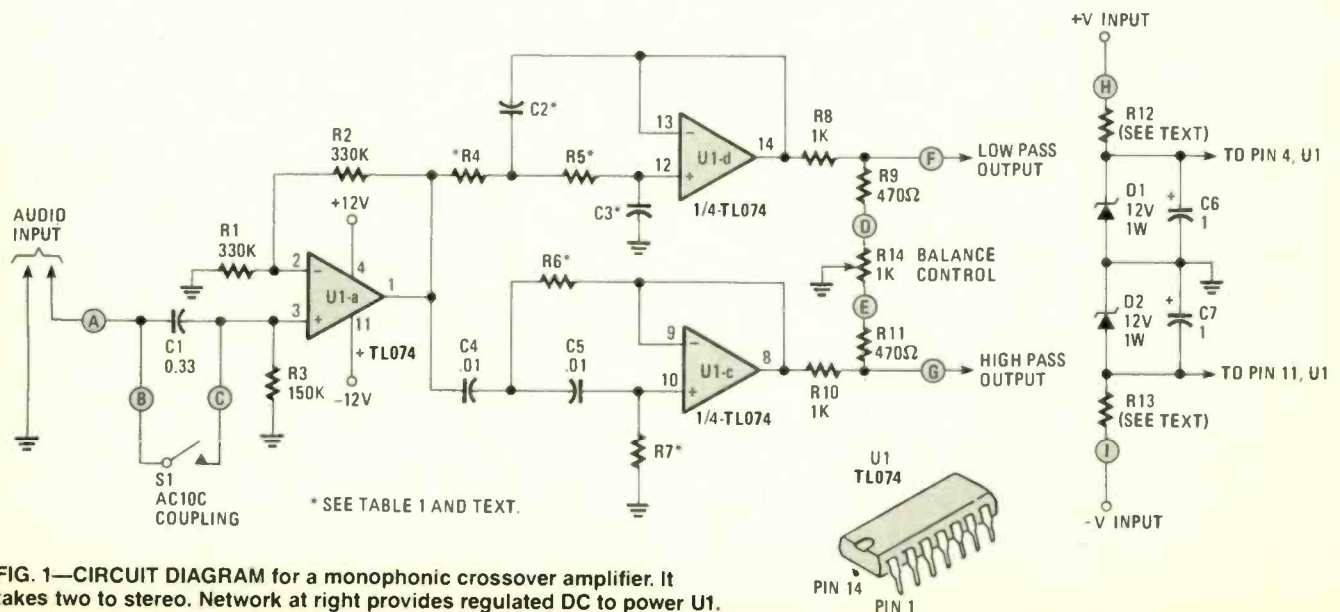 AUDIO
INPUT
A
C1
0.33
B
C
S1
AC10C
COUPLING
R1
330K
R2
330K
+12V
2
−
3
+
4
U1-a
1
11
+ TL074
−12V
R3
150K
*R4
C2*
R5*
C3*
13
−
12
+
U1-d
14
1/4-TL074
R8
1K
F
LOW PASS
OUTPUT
R9
470Ω
D
R14
1K
BALANCE
CONTROL
E
R11
470Ω
C4
.01
C5
.01
R6*
R7*
9
−
10
+
U1-c
8
1/4-TL074
R10
1K
G
HIGH PASS
OUTPUT
* SEE TABLE 1 AND TEXT.
U1
TL074
PIN 14
PIN 1
+V INPUT
H
R12
(SEE TEXT)
TO PIN 4, U1
D1
12V
1W
+
C6
1
D2
12V
1W
+
C7
1
TO PIN 11, U1
R13
(SEE TEXT)
I
-V INPUT
FIG. 1—CIRCUIT DIAGRAM for a monophonic crossover amplifier. It
takes two to stereo. Network at right provides regulated DC to power U1.